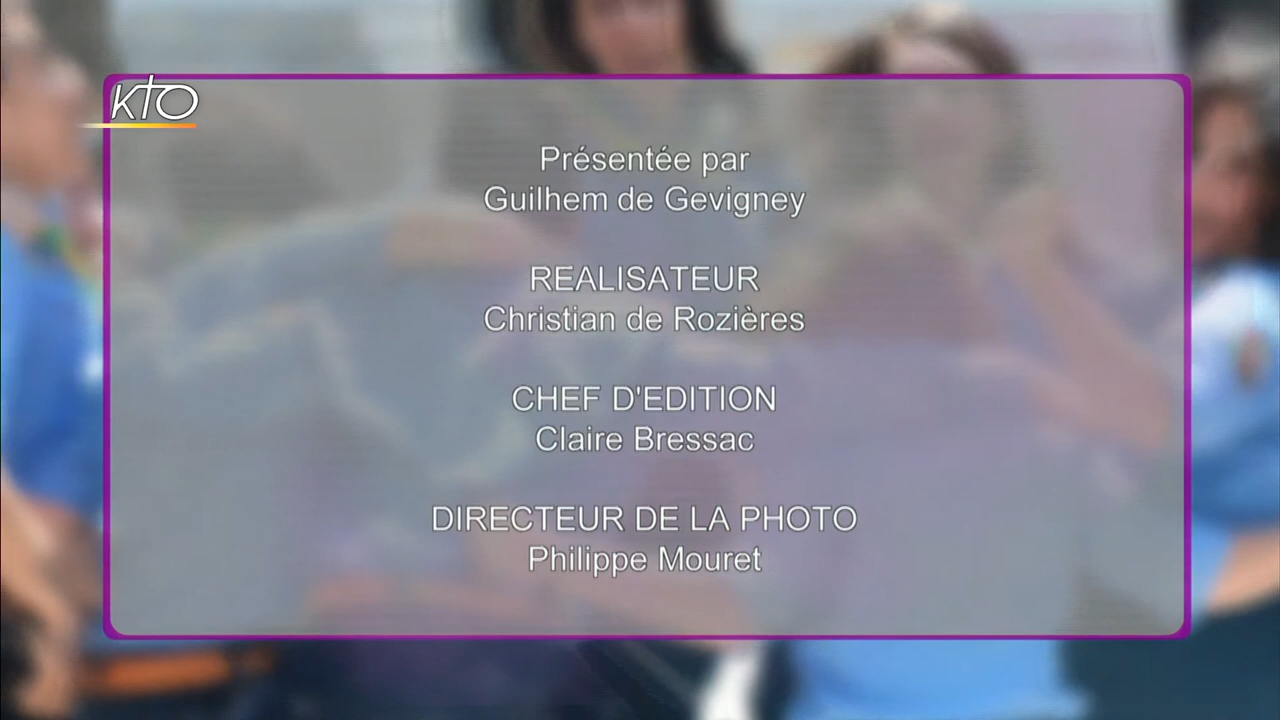 KTO
Présentée par
Guilhem de Gevigney
REALISATEUR
Christian de Rozières
CHEF D'EDITION
Claire Bressac
DIRECTEUR DE LA PHOTO
Philippe Mouret